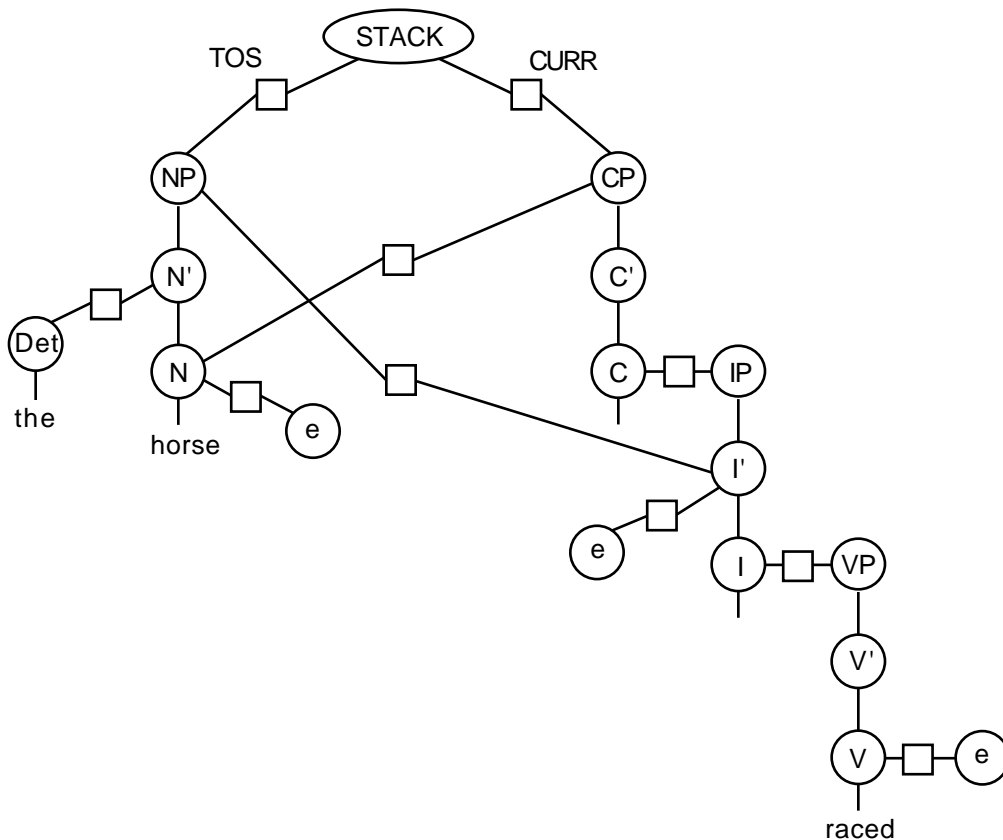 STACK
TOS
CURR
NP
CP
N'
C'
Det
N
C
IP
the
horse
e
I'
e
I
VP
V'
V
e
raced